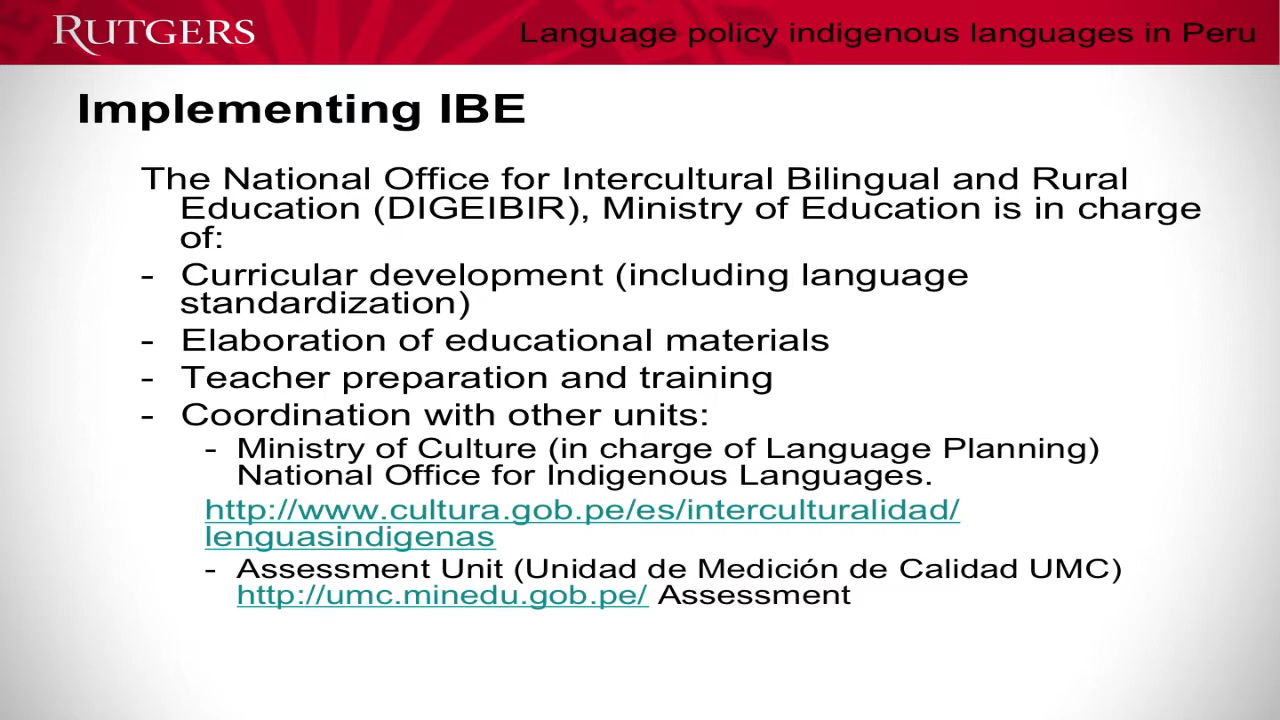 RUTGERS
Language policy indigenous languages in Peru
Implementing IBE
The National Office for Intercultural Bilingual and Rural
Education (DIGEIBIR), Ministry of Education is in charge
of:
- Curricular development (including language
standardization)
- Elaboration of educational materials
- Teacher preparation and training
- Coordination with other units:
- Ministry of Culture (in charge of Language Planning)
National Office for Indigenous Languages.
http://www.cultura.gob.pe/es/interculturalidad/
lenguasindigenas
- Assessment Unit (Unidad de Medición de Calidad UMC)
http://umc.minedu.gob.pe/ Assessment